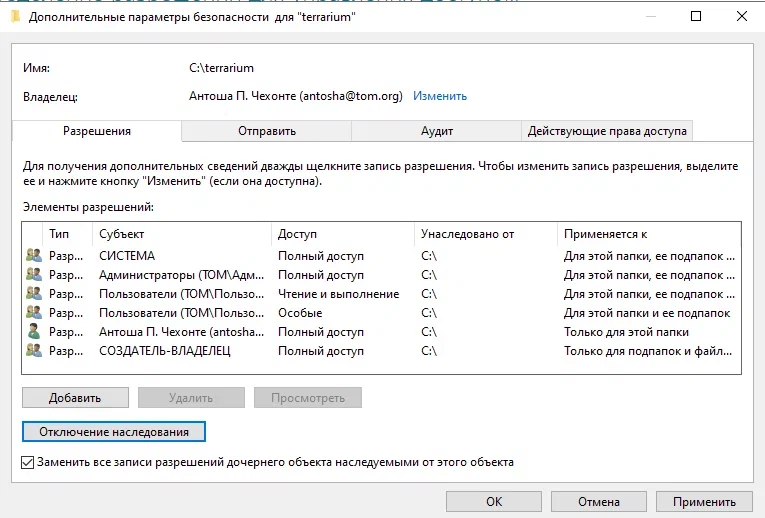 Дополнительные параметры безопасности для "terrarium"
Имя: C:\terrarium
Владелец: Антоша П. Чехонте (antosha@tom.org) Изменить
Разрешения Отправить Аудит Действующие права доступа
Для получения дополнительных сведений дважды щелкните запись разрешения. Чтобы изменить запись разрешения, выделите
ее и нажмите кнопку "Изменить" (если она доступна).
Элементы разрешений:
Тип Субъект Доступ Унаследовано от Применяется к
Разр... СИСТЕМА Полный доступ C:\ Для этой папки, ее подпапок ...
Разр... Администраторы (TOM\Адм... Полный доступ C:\ Для этой папки, ее подпапок ...
Разр... Пользователи (TOM\Пользо... Чтение и выполнение C:\ Для этой папки, ее подпапок ...
Разр... Пользователи (TOM\Пользо... Особые C:\ Для этой папки и ее подпапок
Разр... Антоша П. Чехонте (antosha... Полный доступ C:\ Только для этой папки
Разр... СОЗДАТЕЛЬ-ВЛАДЕЛЕЦ Полный доступ C:\ Только для подпапок и файл...
Добавить Удалить Просмотреть
Отключение наследования
Заменить все записи разрешений дочернего объекта наследуемыми от этого объекта
ОК Отмена Применить